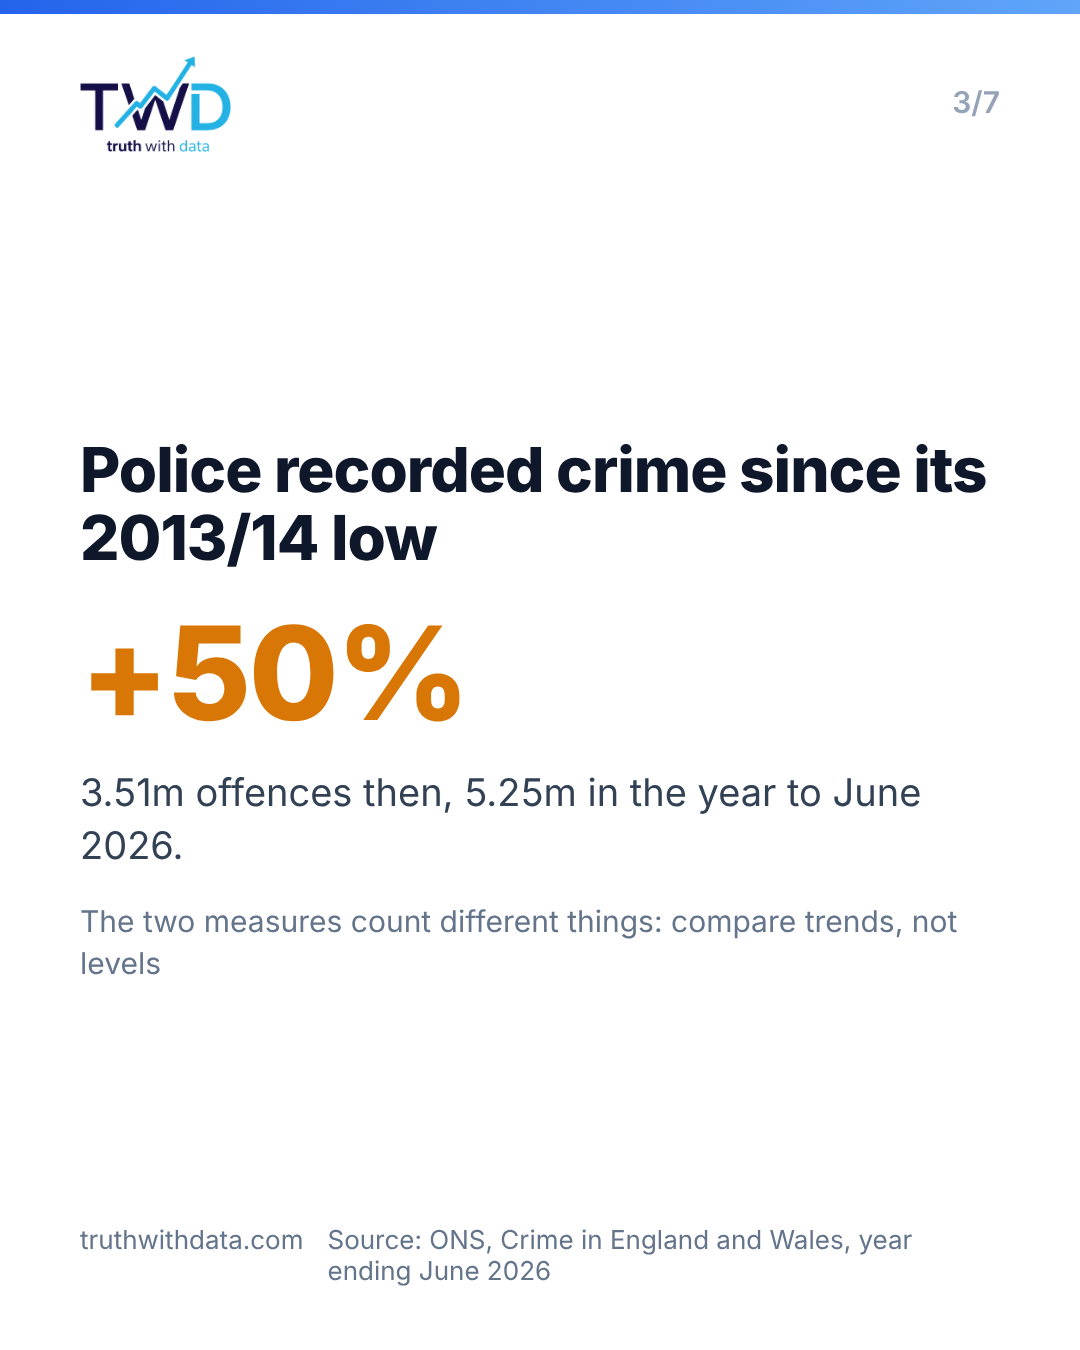 TWD
truth with data
3/7
Police recorded crime since its
2013/14 low
+50%
3.51m offences then, 5.25m in the year to June
2026.
The two measures count different things: compare trends, not
levels
truthwithdata.com
Source: ONS, Crime in England and Wales, year
ending June 2026